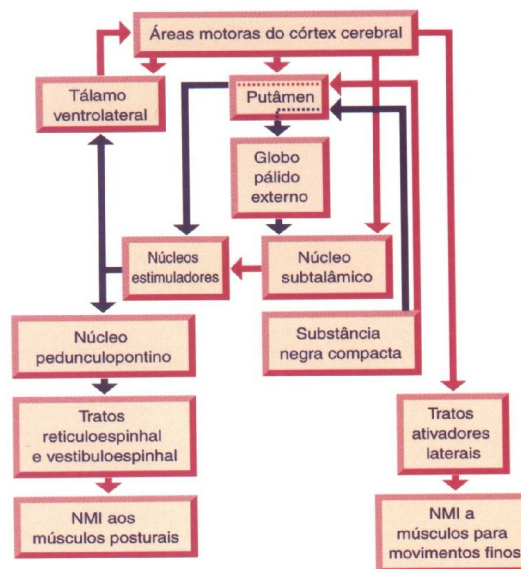 Áreas motoras do córtex cerebral
Tálamo
ventrolateral
Putâmen
Globo
pálido
externo
Núcleos
estimuladores
Núcleo
subtalâmico
Núcleo
pedunculopontino
Substância
negra compacta
Tratos
reticuloespinhal
e vestibuloespinhal
Tratos
ativadores
laterais
NMI aos
músculos posturais
NMI a
músculos para
movimentos finos